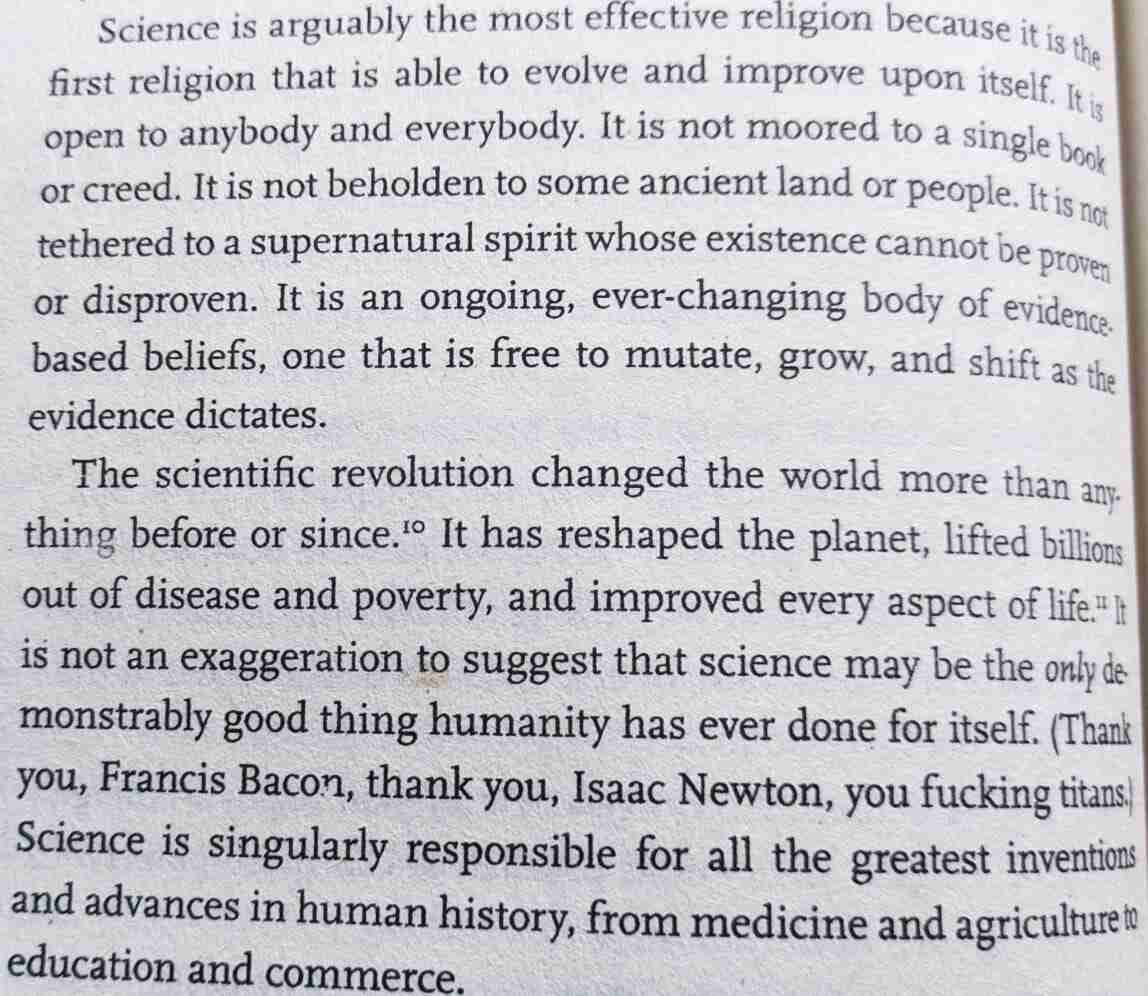 Science is arguably the most effective religion because it is the
first religion that is able to evolve and improve upon itself. It is
open to anybody and everybody. It is not moored to a single book
or creed. It is not beholden to some ancient land or people. It is not
tethered to a supernatural spirit whose existence cannot be proven
or disproven. It is an ongoing, ever-changing body of evidence-
based beliefs, one that is free to mutate, grow, and shift as the
evidence dictates.
The scientific revolution changed the world more than any-
thing before or since.¹⁰ It has reshaped the planet, lifted billions
out of disease and poverty, and improved every aspect of life.¹¹ It
is not an exaggeration to suggest that science may be the only de-
monstrably good thing humanity has ever done for itself. (Thank
you, Francis Bacon, thank you, Isaac Newton, you fucking titans.)
Science is singularly responsible for all the greatest inventions
and advances in human history, from medicine and agriculture to
education and commerce.